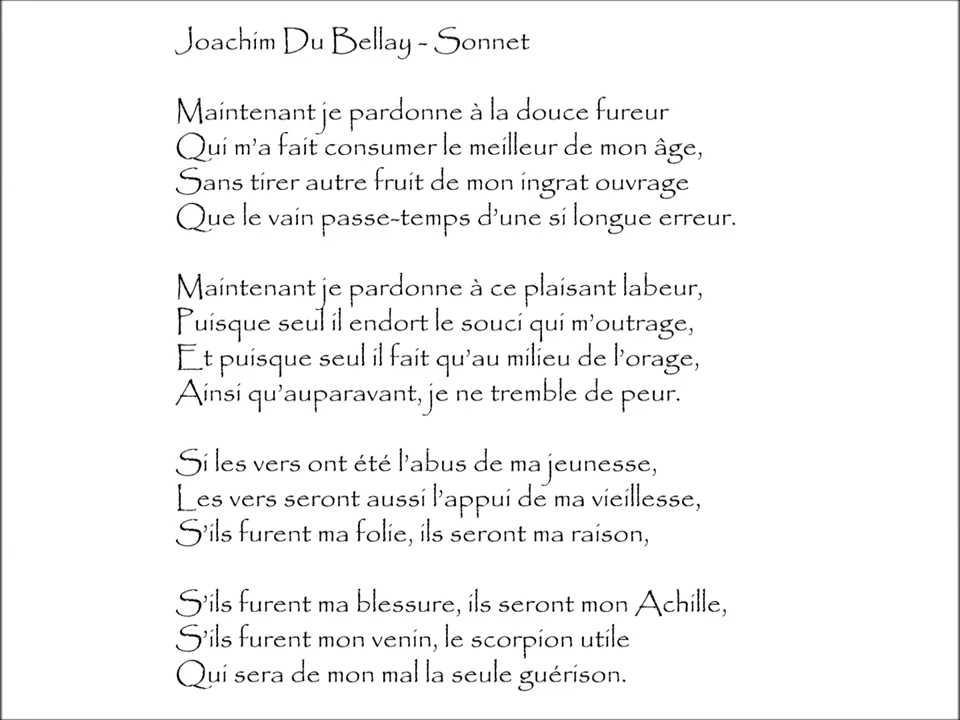 Joachim Du Bellay - Sonnet
Maintenant je pardonne à la douce fureur
Qui m'a fait consumer le meilleur de mon âge,
Sans tirer autre fruit de mon ingrat ouvrage
Que le vain passe-temps d'une si longue erreur.
Maintenant je pardonne à ce plaisant labeur,
Puisque seul il endort le souci qui m'outrage,
Et puisque seul il fait qu'au milieu de l'orage,
Ainsi qu'auparavant, je ne tremble de peur.
Si les vers ont été l'abus de ma jeunesse,
Les vers seront aussi l'appui de ma vieillesse,
S'ils furent ma folie, ils seront ma raison,
S'ils furent ma blessure, ils seront mon Achille,
S'ils furent mon venin, le scorpion utile
Qui sera de mon mal la seule guérison.